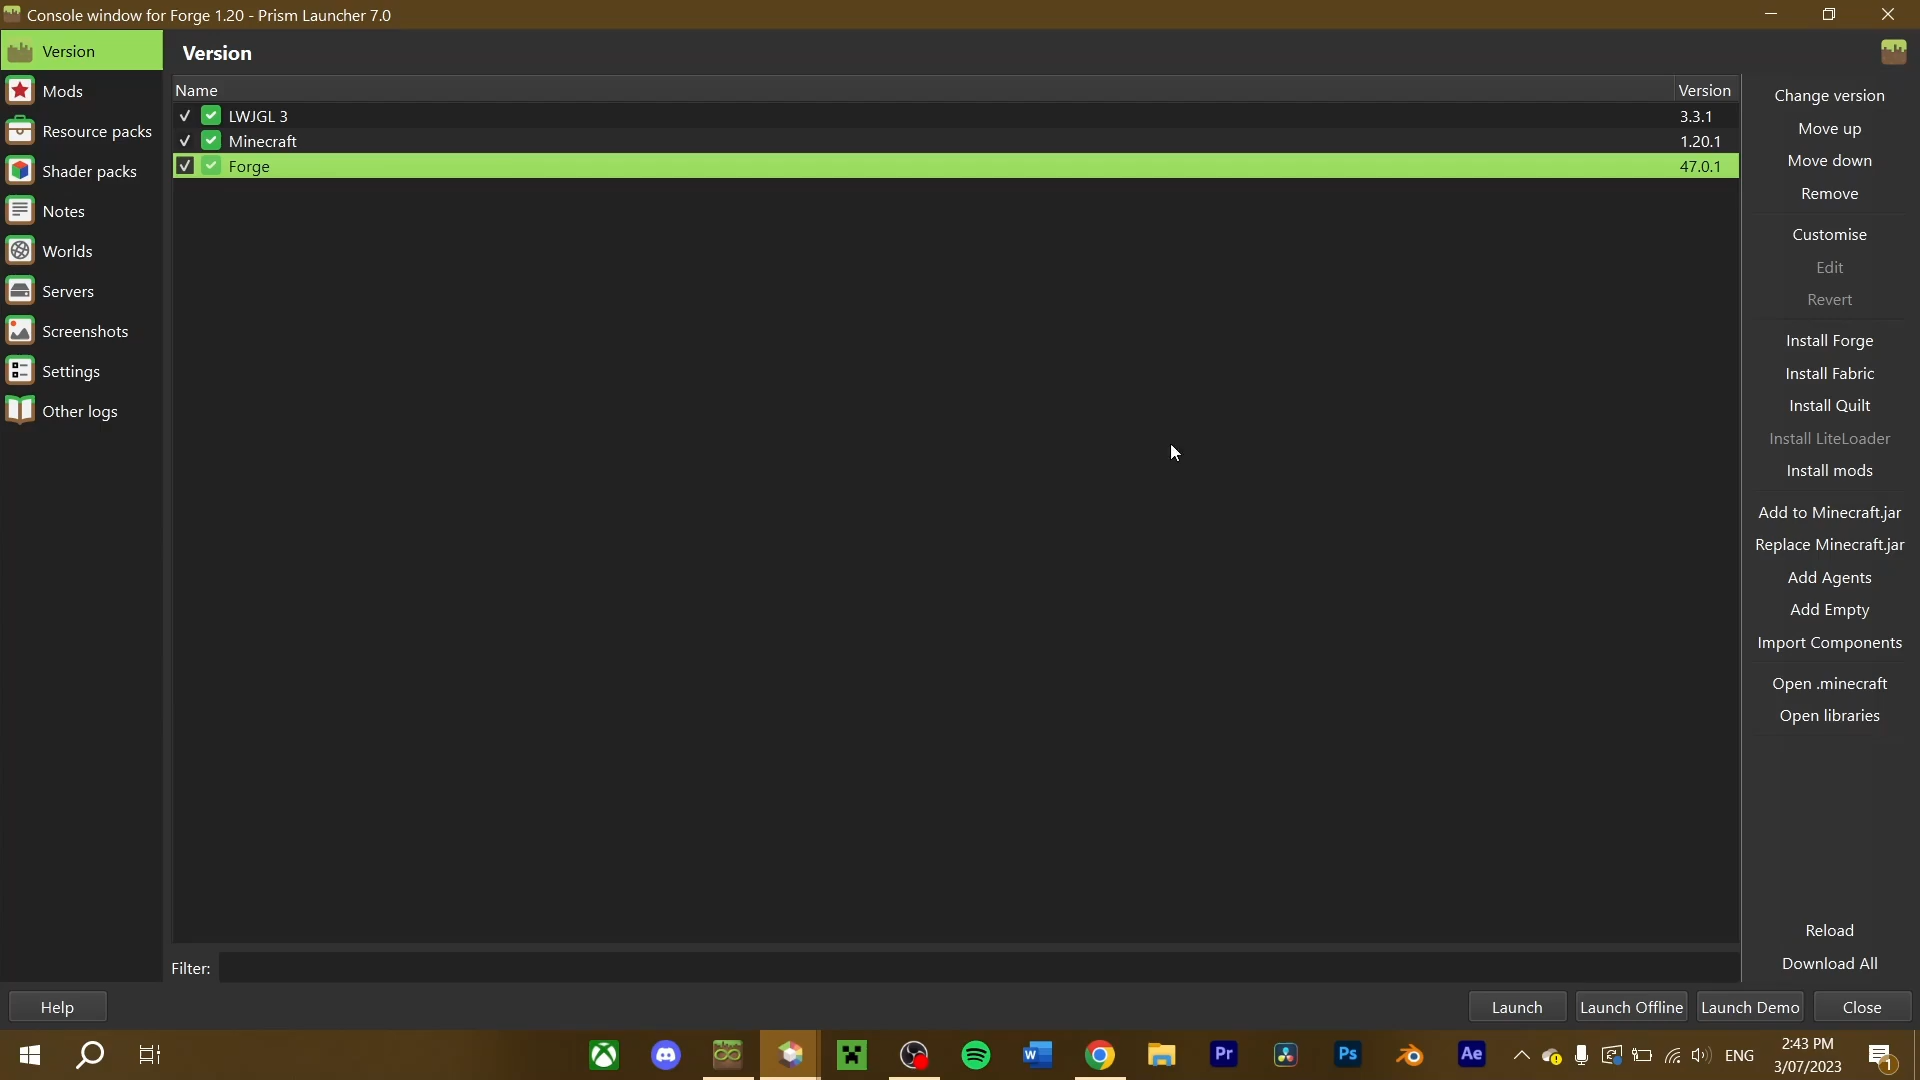 Console window for Forge 1.20 - Prism Launcher 7.0
Version
Mods
Resource packs
Shader packs
Notes
Worlds
Servers
Screenshots
Settings
Other logs
Version
Name Version
LWJGL 3 3.3.1
Minecraft 1.20.1
Forge 47.0.1
Change version
Move up
Move down
Remove
Customise
Edit
Revert
Install Forge
Install Fabric
Install Quilt
Install LiteLoader
Install mods
Add to Minecraft.jar
Replace Minecraft.jar
Add Agents
Add Empty
Import Components
Open .minecraft
Open libraries
Reload
Download All
Filter:
Help Launch Launch Offline Launch Demo Close
W Pr Ps Ae ENG 2:43 PM
3/07/2023
1